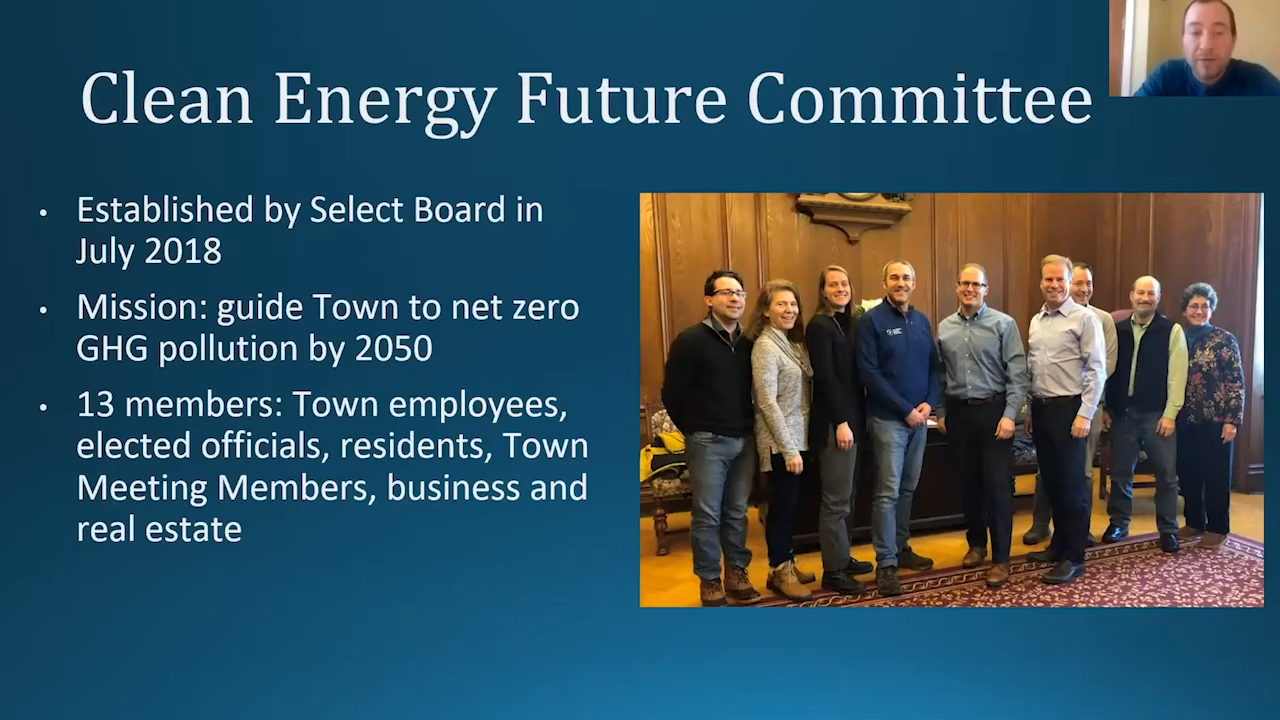 Clean Energy Future Committee
• Established by Select Board in
July 2018
• Mission: guide Town to net zero
GHG pollution by 2050
• 13 members: Town employees,
elected officials, residents, Town
Meeting Members, business and
real estate